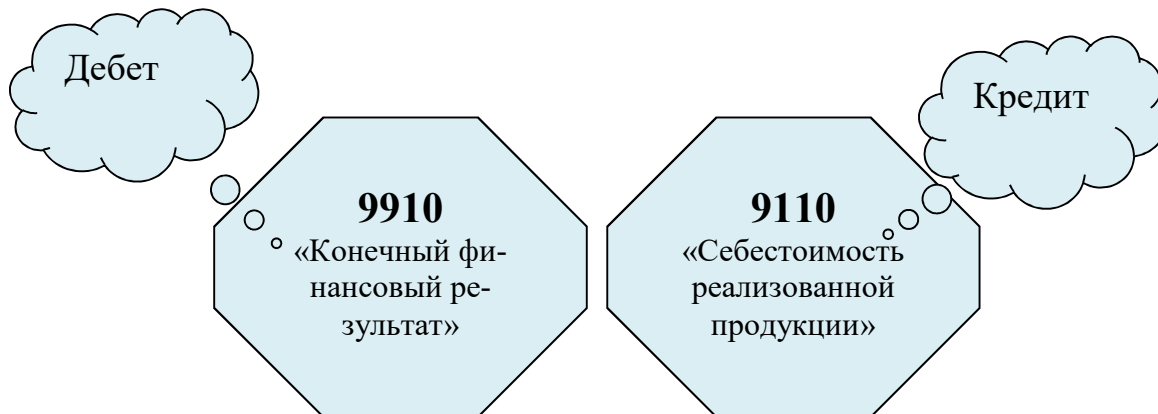 Дебет
Кредит
9910
«Конечный фи-
нансовый ре-
зультат»
9110
«Себестоимость
реализованной
продукции»